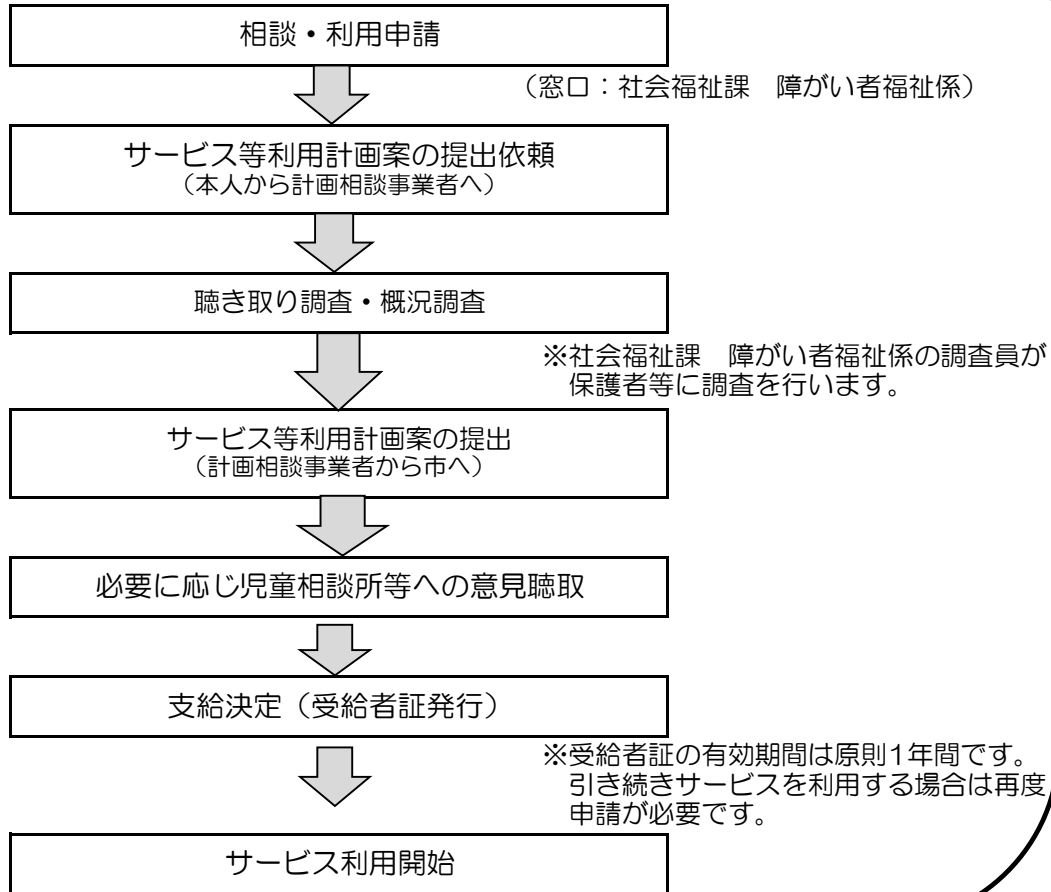 相談・利用申請
（窓口：社会福祉課　障がい者福祉係）
サービス等利用計画案の提出依頼
（本人から計画相談事業者へ）
聴き取り調査・概況調査
※社会福祉課　障がい者福祉係の調査員が
保護者等に調査を行います。
サービス等利用計画案の提出
（計画相談事業者から市へ）
必要に応じ児童相談所等への意見聴取
支給決定（受給者証発行）
※受給者証の有効期間は原則1年間です。
引き続きサービスを利用する場合は再度
申請が必要です。
サービス利用開始